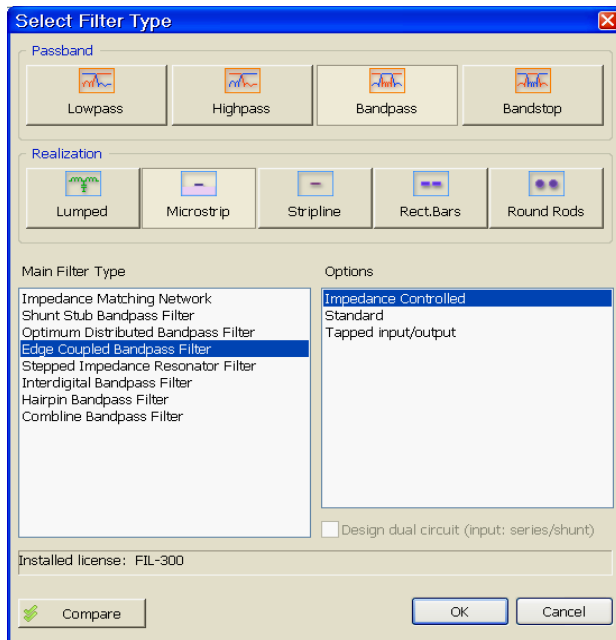 Select Filter Type
Passband
Lowpass
Highpass
Bandpass
Bandstop
Realization
Lumped
Microstrip
Stripline
Rect.Bars
Round Rods
Main Filter Type
Options
Impedance Matching Network
Shunt Stub Bandpass Filter
Optimum Distributed Bandpass Filter
Edge Coupled Bandpass Filter
Stepped Impedance Resonator Filter
Interdigital Bandpass Filter
Hairpin Bandpass Filter
Combline Bandpass Filter
Impedance Controlled
Standard
Tapped input/output
Design dual circuit (input: series/shunt)
Installed license: FIL-300
Compare
OK
Cancel